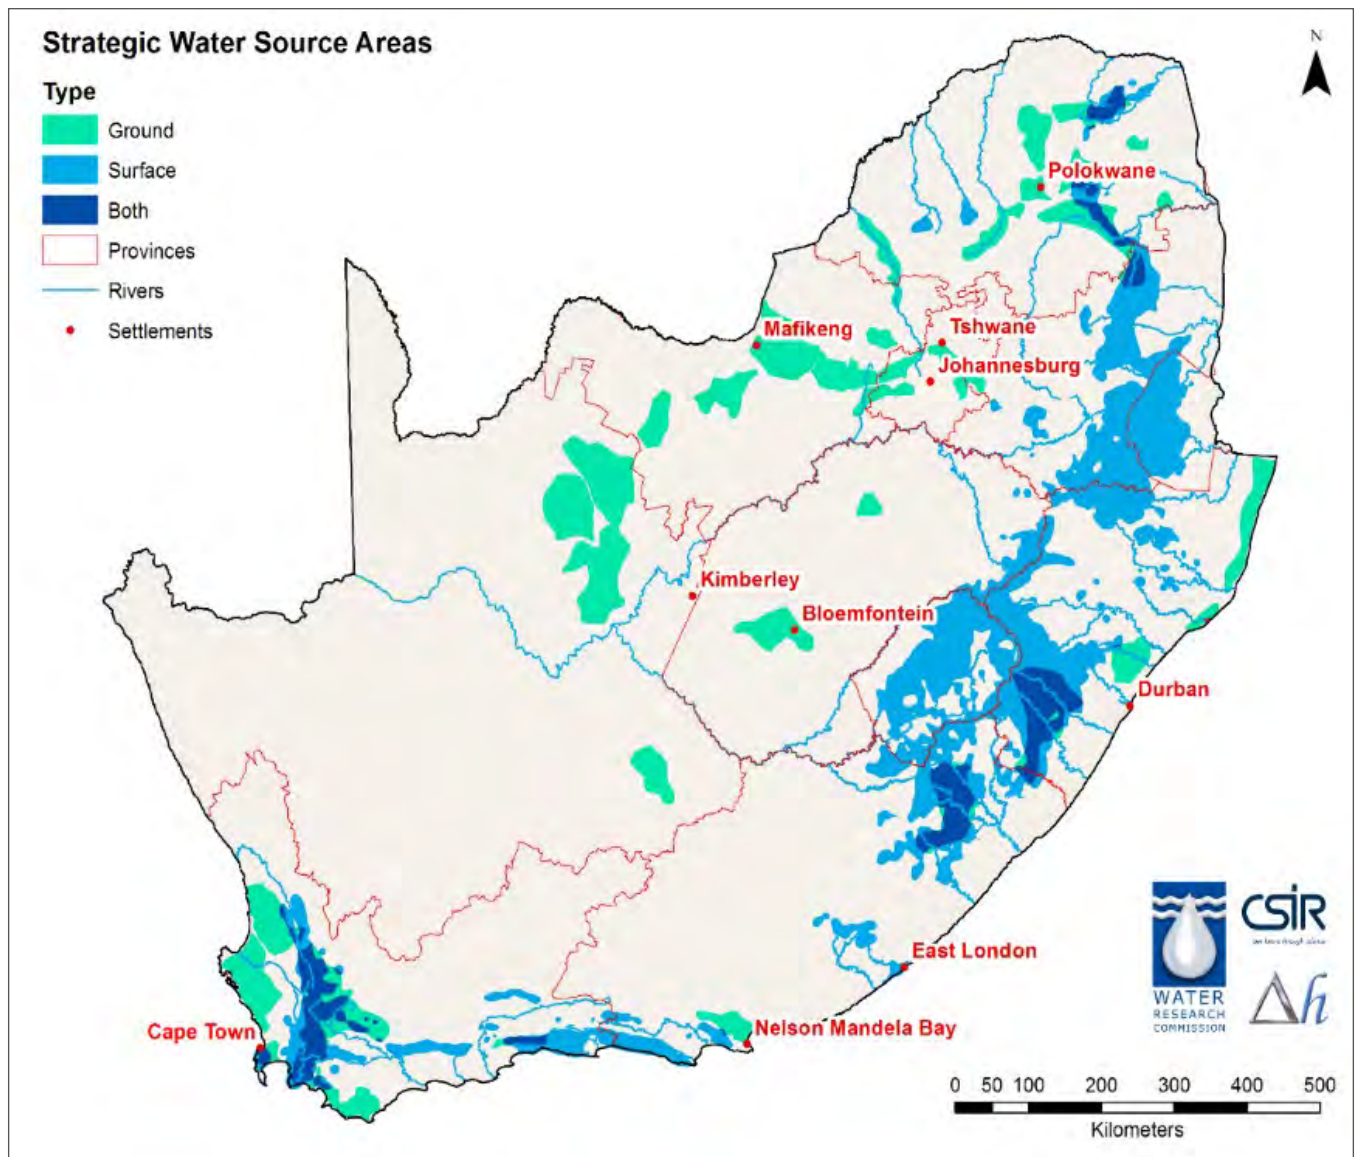 Strategic Water Source Areas
Type
Ground
Surface
Both
Provinces
Rivers
Settlements
N
Polokwane
Mafikeng
Tshwane
Johannesburg
Kimberley
Bloemfontein
Durban
East London
Nelson Mandela Bay
Cape Town
CSIR
WATER
RESEARCH
COMMISSION
Δh
0 50 100 200 300 400 500
Kilometers